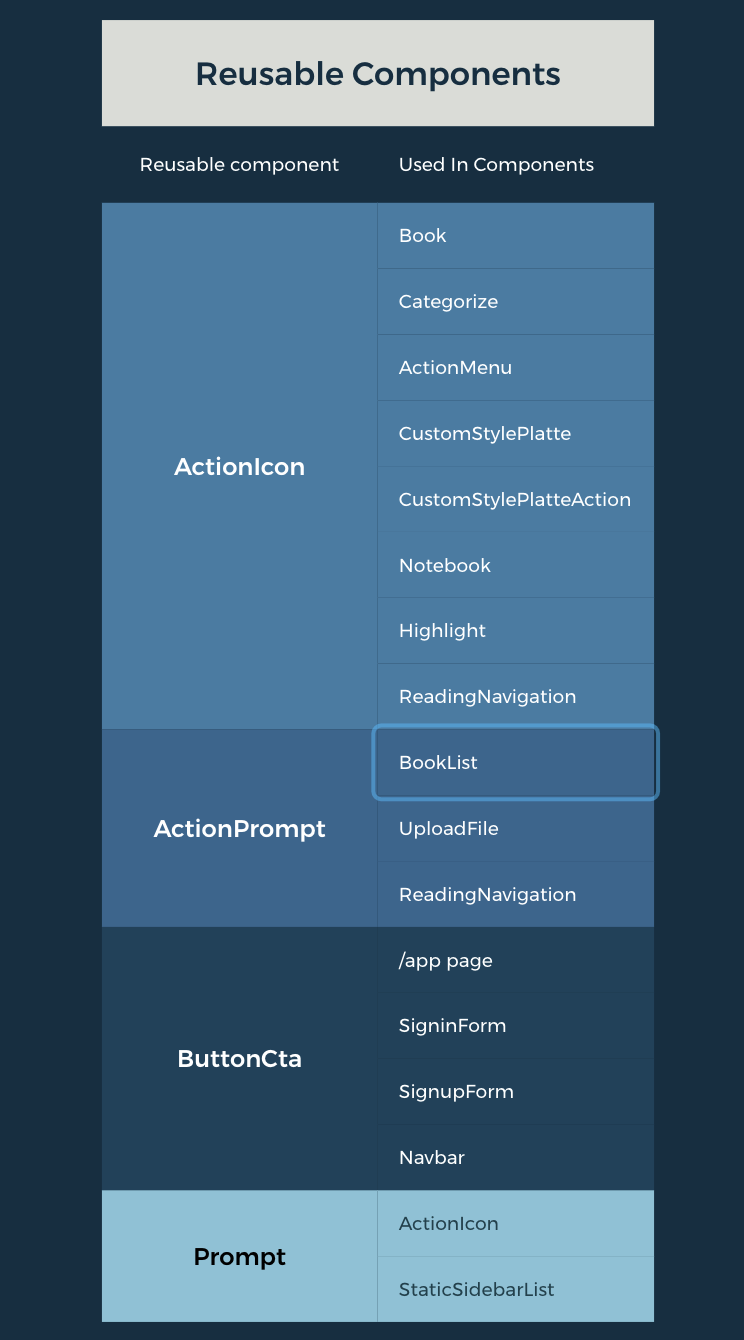 Reusable Components
Reusable component
Used In Components
ActionIcon
Book
Categorize
ActionMenu
CustomStylePlatte
CustomStylePlatteAction
Notebook
Highlight
ReadingNavigation
ActionPrompt
BookList
UploadFile
ReadingNavigation
ButtonCta
/app page
SigninForm
SignupForm
Navbar
Prompt
ActionIcon
StaticSidebarList